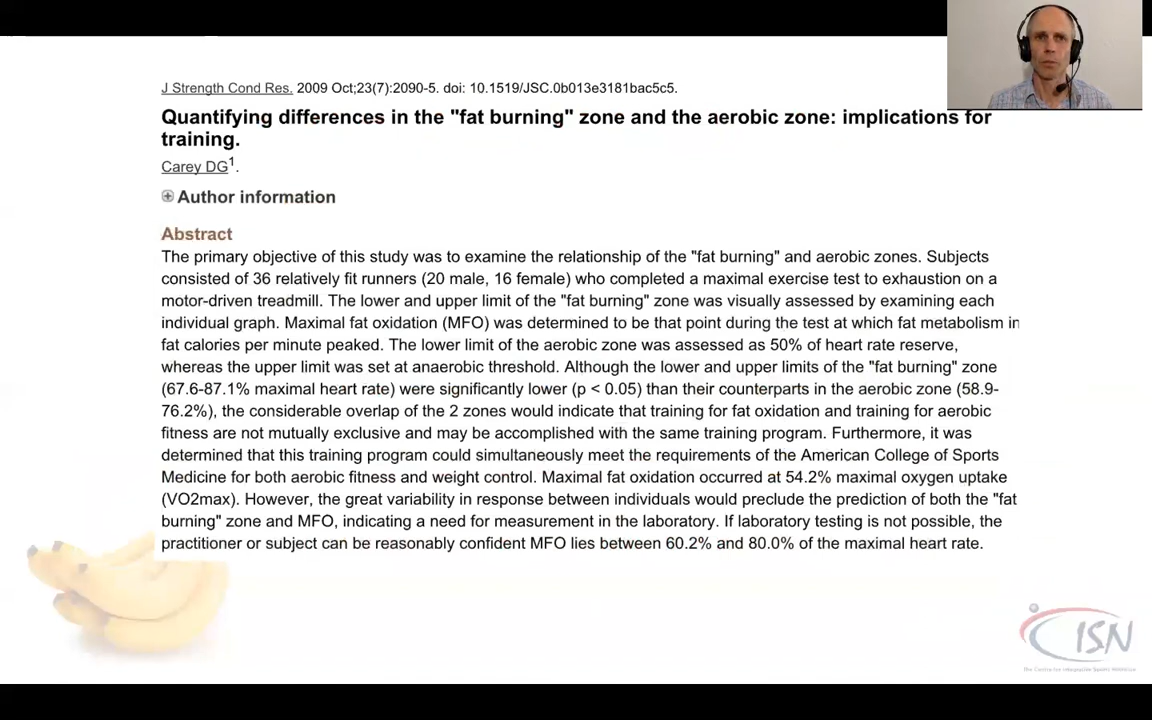 J Strength Cond Res. 2009 Oct;23(7):2090-5. doi: 10.1519/JSC.0b013e3181bac5c5.
Quantifying differences in the "fat burning" zone and the aerobic zone: implications for
training.
Carey DG1.
Author information
Abstract
The primary objective of this study was to examine the relationship of the "fat burning" and aerobic zones. Subjects
consisted of 36 relatively fit runners (20 male, 16 female) who completed a maximal exercise test to exhaustion on a
motor-driven treadmill. The lower and upper limit of the "fat burning" zone was visually assessed by examining each
individual graph. Maximal fat oxidation (MFO) was determined to be that point during the test at which fat metabolism in
fat calories per minute peaked. The lower limit of the aerobic zone was assessed as 50% of heart rate reserve,
whereas the upper limit was set at anaerobic threshold. Although the lower and upper limits of the "fat burning" zone
(67.6-87.1% maximal heart rate) were significantly lower (p < 0.05) than their counterparts in the aerobic zone (58.9-
76.2%), the considerable overlap of the 2 zones would indicate that training for fat oxidation and training for aerobic
fitness are not mutually exclusive and may be accomplished with the same training program. Furthermore, it was
determined that this training program could simultaneously meet the requirements of the American College of Sports
Medicine for both aerobic fitness and weight control. Maximal fat oxidation occurred at 54.2% maximal oxygen uptake
(VO2max). However, the great variability in response between individuals would preclude the prediction of both the "fat
burning" zone and MFO, indicating a need for measurement in the laboratory. If laboratory testing is not possible, the
practitioner or subject can be reasonably confident MFO lies between 60.2% and 80.0% of the maximal heart rate.
CISN
The Centre for Integrative Sports Nutrition